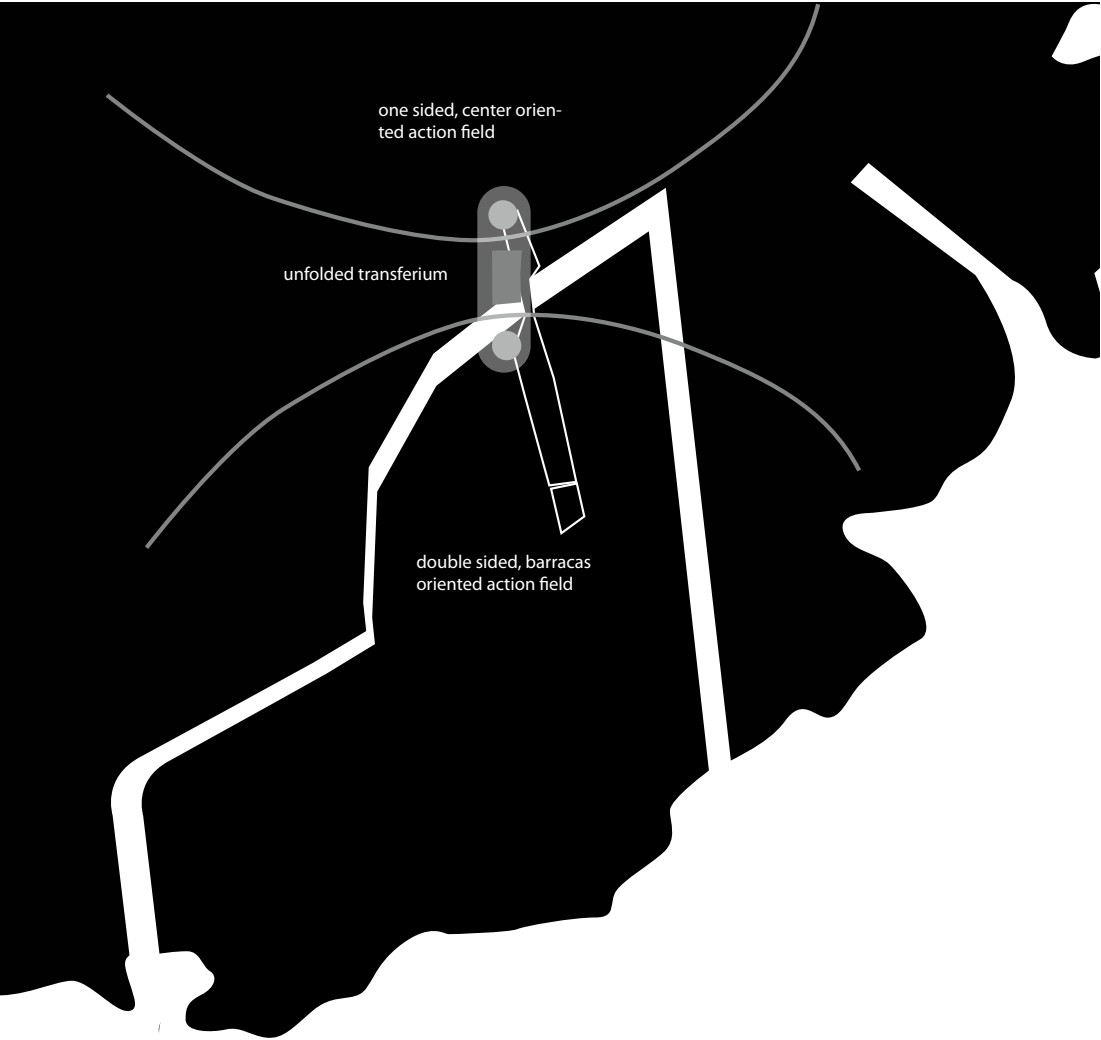 one sided, center orien-
ted action field
unfolded transferium
double sided, barracas
oriented action field